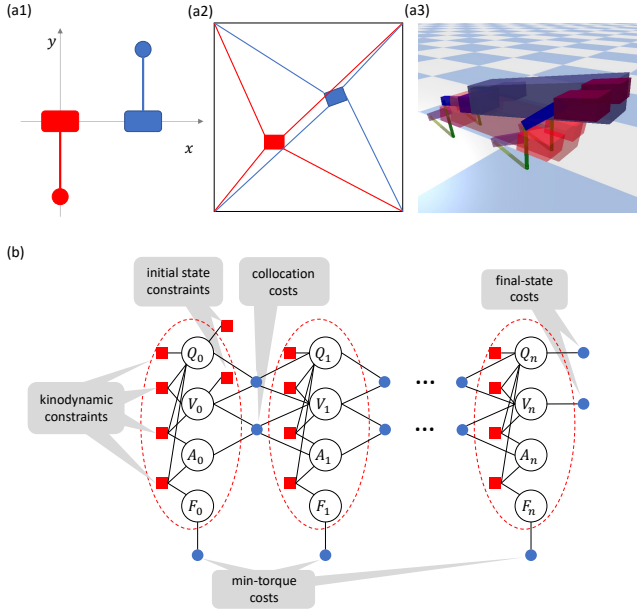 (a1)
(a2)
(a3)
y
x
(b)
initial state
constraints
collocation
costs
final-state
costs
kinodynamic
constraints
Q₀
Q₁
Qₙ
V₀
V₁
Vₙ
A₀
A₁
Aₙ
F₀
F₁
Fₙ
...
...
min-torque
costs